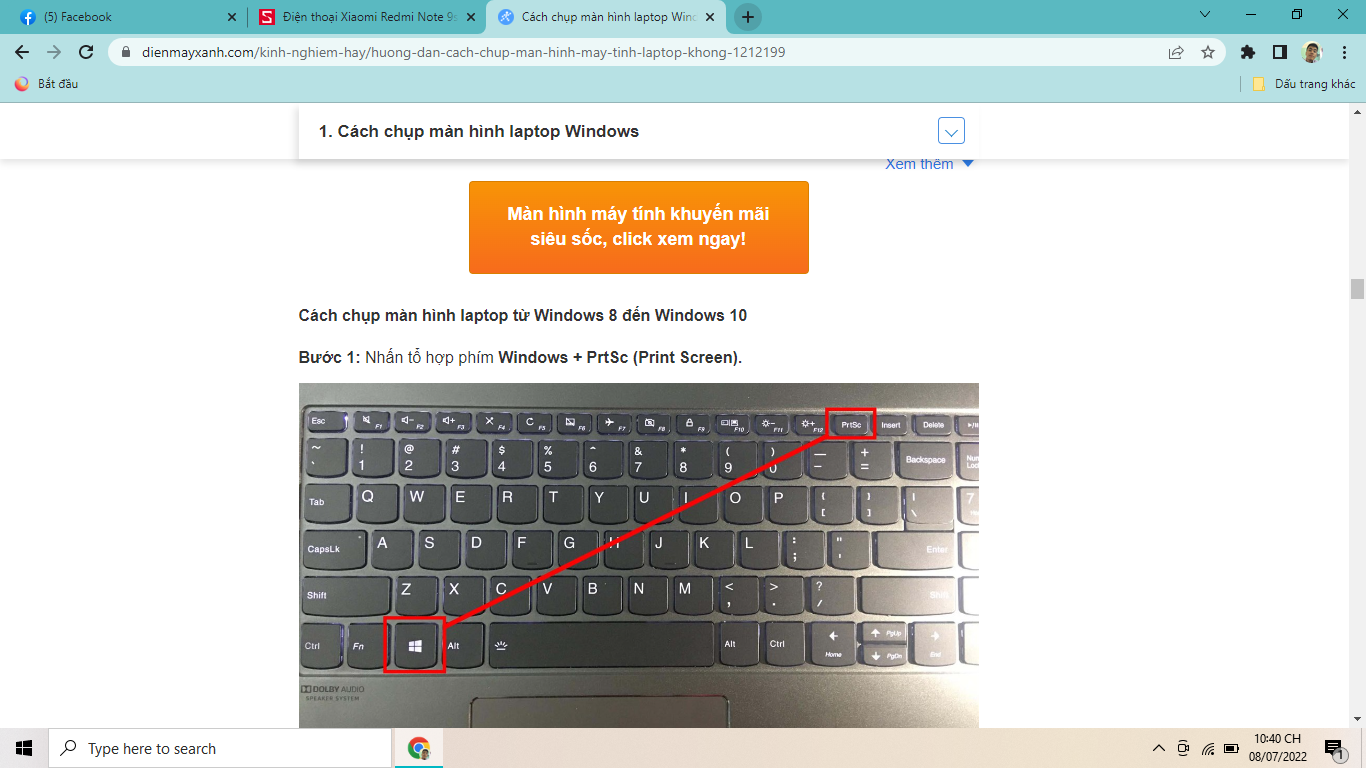 (5) Facebook
Điện thoại Xiaomi Redmi Note 9s
Cách chụp màn hình laptop Wind
dienmayxanh.com/kinh-nghiem-hay/huong-dan-cach-chup-man-hinh-may-tinh-laptop-khong-1212199
Bắt đầu
Dấu trang khác
1. Cách chụp màn hình laptop Windows
Xem thêm
Màn hình máy tính khuyến mãi
siêu sốc, click xem ngay!
Cách chụp màn hình laptop từ Windows 8 đến Windows 10
Bước 1: Nhấn tổ hợp phím Windows + PrtSc (Print Screen).
Esc F1 F2 F3 F4 F5 F6 F7 F8 F9 F10 F11 F12 PrtSc Insert Delete
~ ! @ # $ % ^ & * ( ) — +
` 1 2 3 4 5 6 7 8 9 0 - = Backspace Num Lock
Tab Q W E R T Y U I O P { [ } ] | \ 7
CapsLk A S D F G H J K L : ; " ' Enter
Shift Z X C V B N M < , > . ? / Shift
Ctrl Fn Alt Alt Ctrl Home PgUp PgDn End
DOLBY AUDIO
SPEAKER SYSTEM
Type here to search
10:40 CH
08/07/2022
1